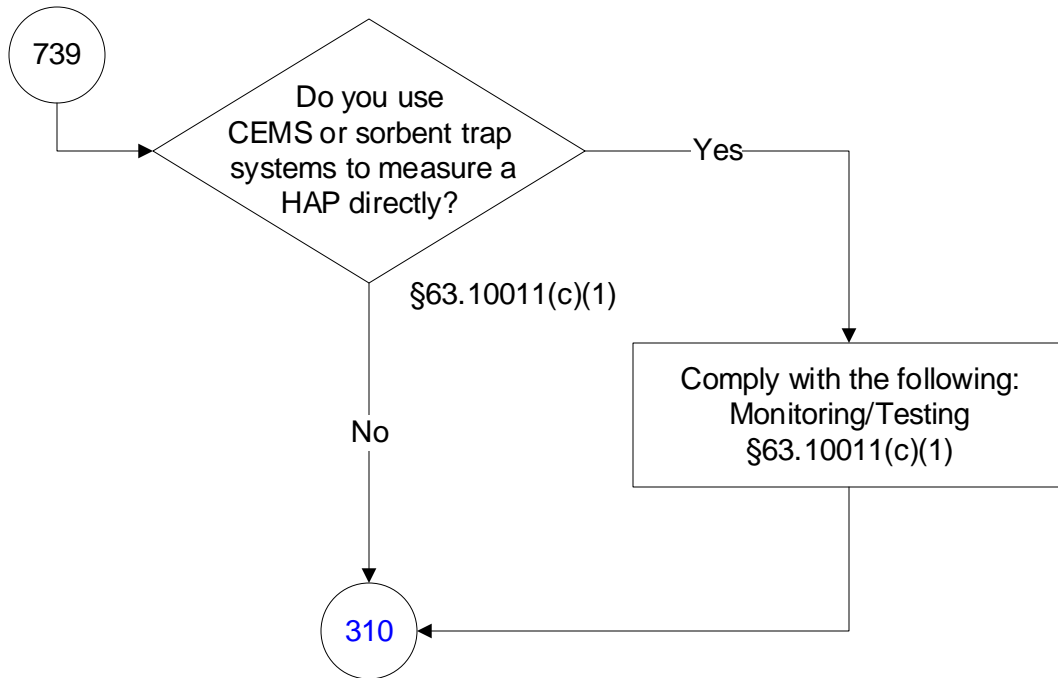 739
Do you use
CEMS or sorbent trap
systems to measure a
HAP directly?
Yes
§63.10011(c)(1)
Comply with the following:
Monitoring/Testing
§63.10011(c)(1)
No
310